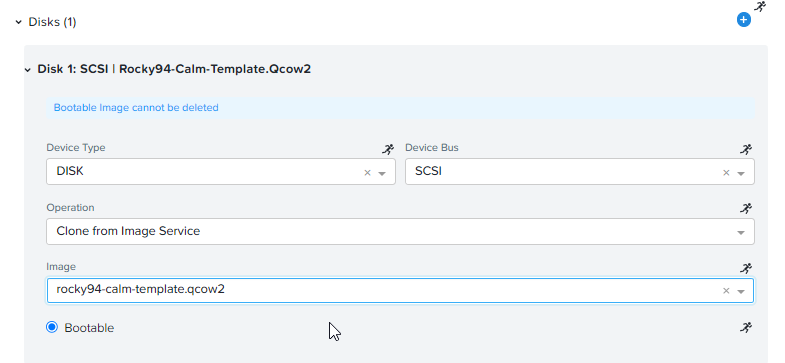 Disks (1)
Disk 1: SCSI | Rocky94-Calm-Template.Qcow2
Bootable Image cannot be deleted
Device Type
Device Bus
DISK
SCSI
Operation
Clone from Image Service
Image
rocky94-calm-template.qcow2
Bootable